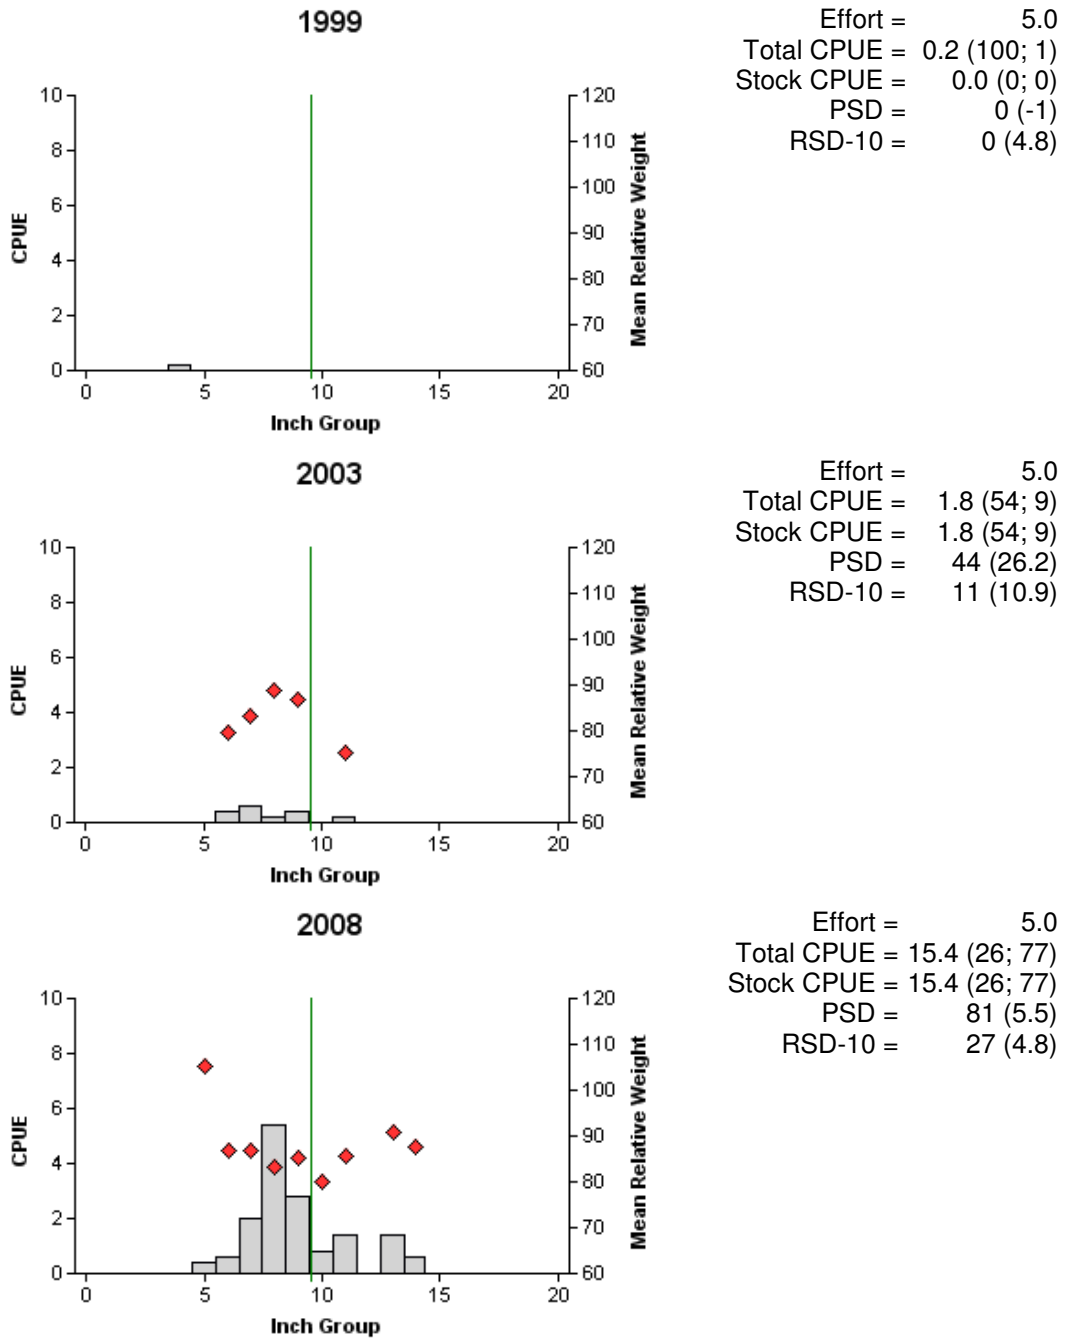 1999
Effort = 5.0
Total CPUE = 0.2 (100; 1)
Stock CPUE = 0.0 (0; 0)
PSD = 0 (-1)
RSD-10 = 0 (4.8)
10 120
8 110
100
6 90
4 80
2 70
0 60
CPUE
Mean Relative Weight
0 5 10 15 20
Inch Group
2003
Effort = 5.0
Total CPUE = 1.8 (54; 9)
Stock CPUE = 1.8 (54; 9)
PSD = 44 (26.2)
RSD-10 = 11 (10.9)
10 120
8 110
100
6 90
4 80
2 70
0 60
CPUE
Mean Relative Weight
0 5 10 15 20
Inch Group
2008
Effort = 5.0
Total CPUE = 15.4 (26; 77)
Stock CPUE = 15.4 (26; 77)
PSD = 81 (5.5)
RSD-10 = 27 (4.8)
10 120
8 110
100
6 90
4 80
2 70
0 60
CPUE
Mean Relative Weight
0 5 10 15 20
Inch Group